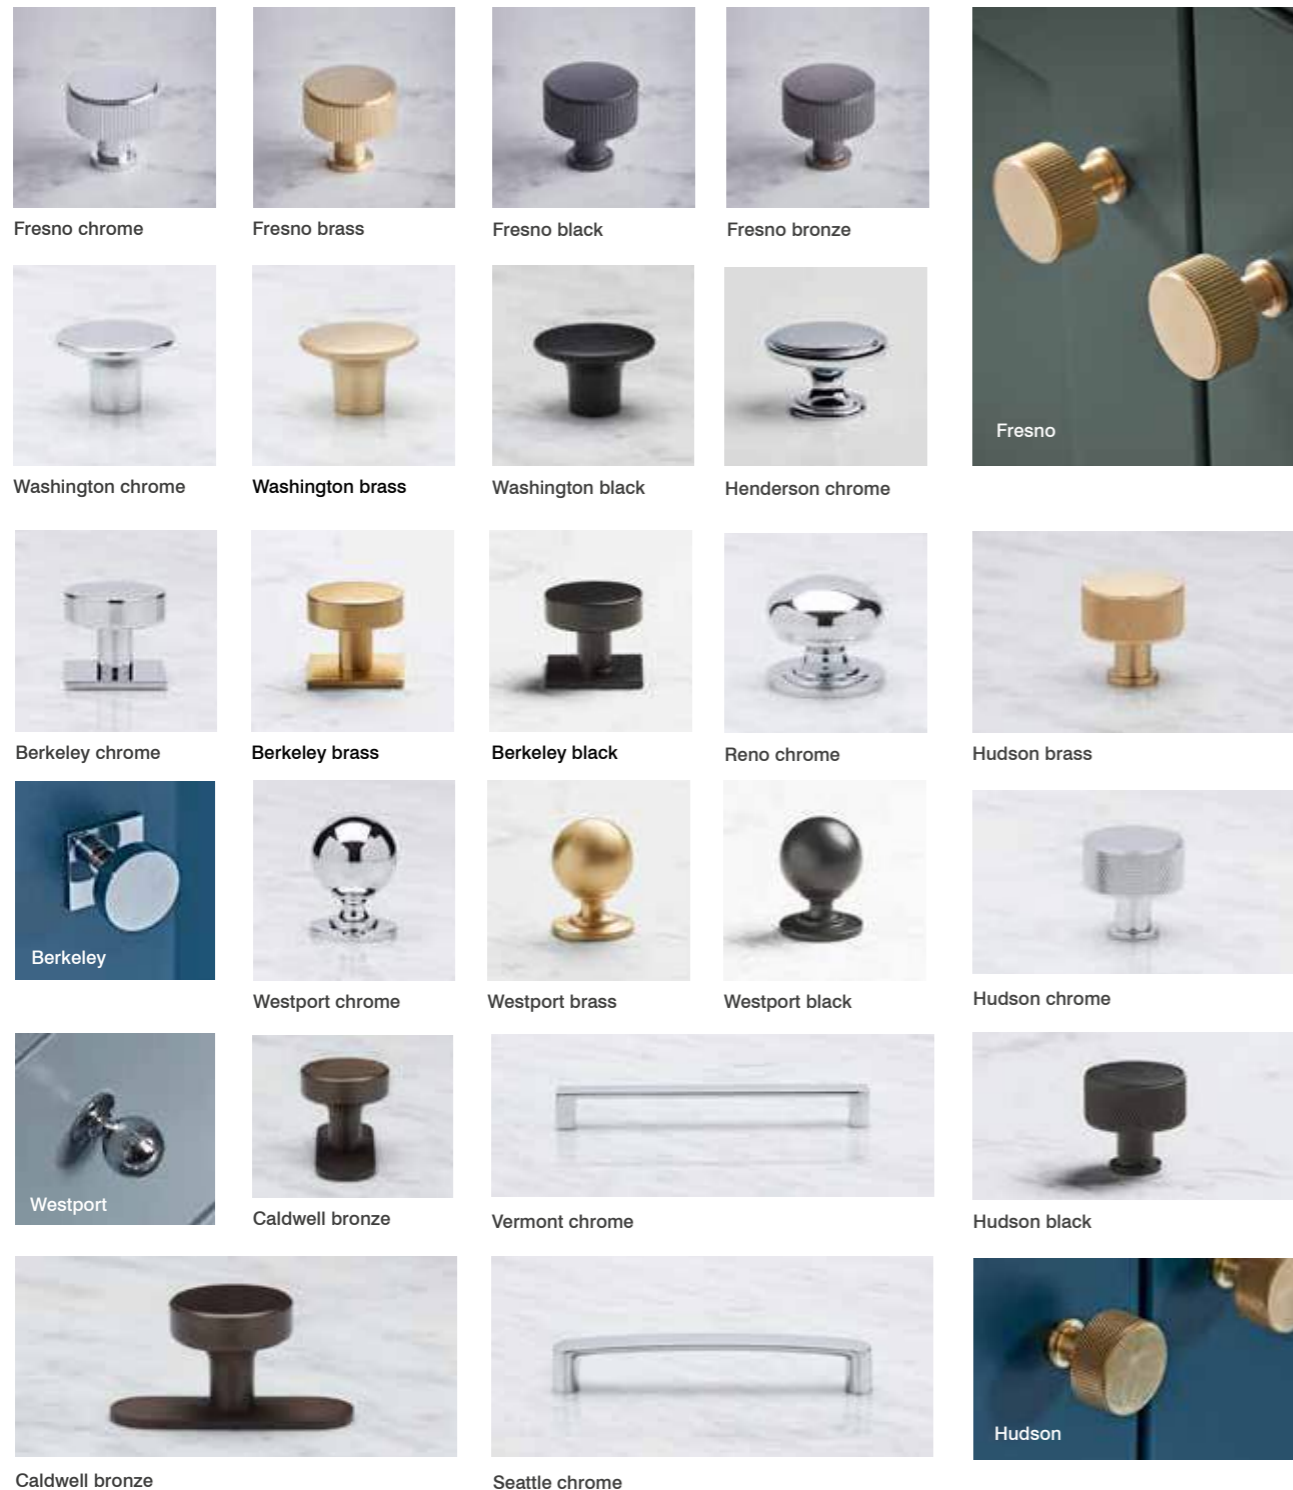 Fresno chrome
Fresno brass
Fresno black
Fresno bronze
Fresno
Washington chrome
Washington brass
Washington black
Henderson chrome
Berkeley chrome
Berkeley brass
Berkeley black
Reno chrome
Hudson brass
Berkeley
Westport chrome
Westport brass
Westport black
Hudson chrome
Westport
Caldwell bronze
Vermont chrome
Hudson black
Caldwell bronze
Seattle chrome
Hudson